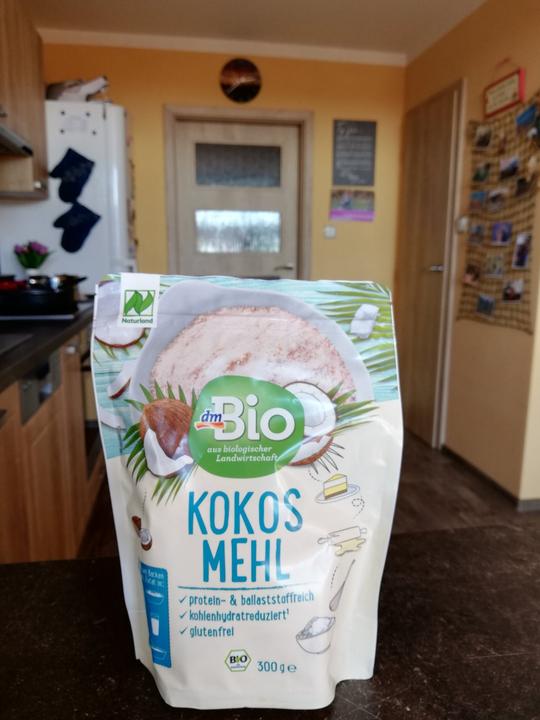 Naturland
dm Bio
aus biologischer
Landwirtschaft
KOKOS
MEHL
✓ protein- & ballaststoffreich
✓ kohlenhydratreduziert¹
✓ glutenfrei
BIO
300 g e